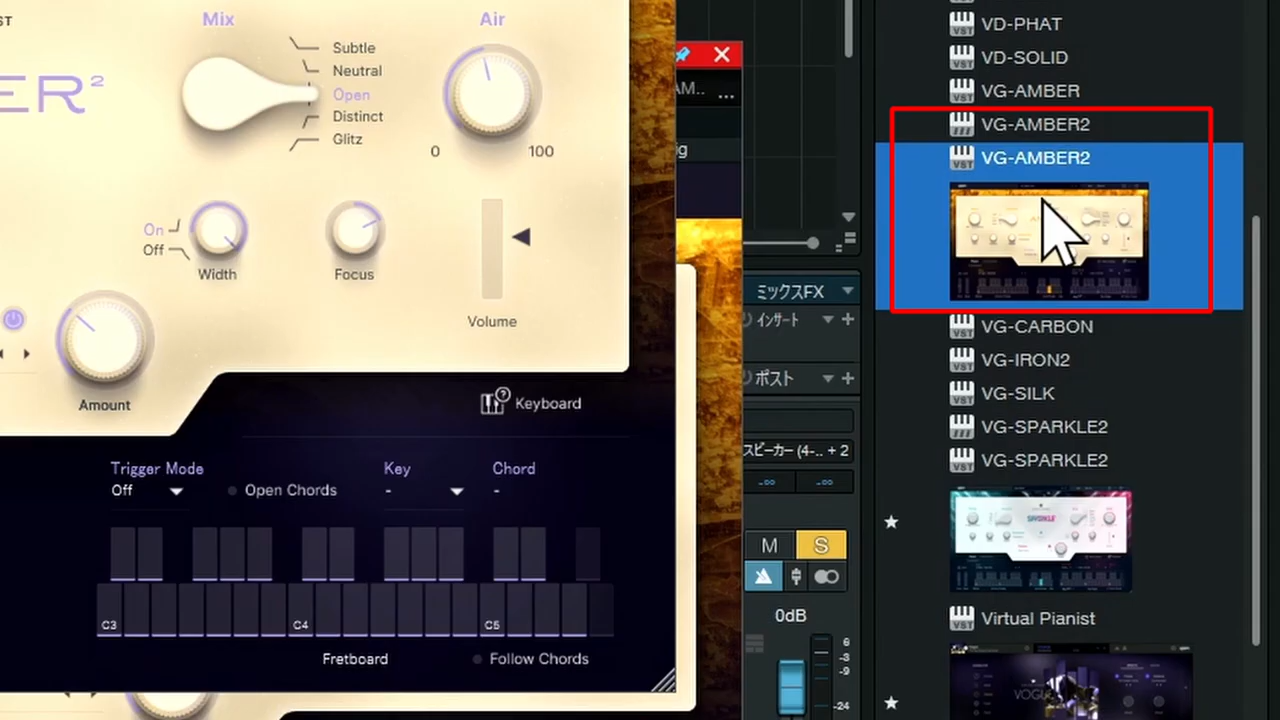 ST
Mix
Air
ER²
Subtle
Neutral
Open
Distinct
Glitz
0
100
On
Off
Width
Focus
Volume
Amount
Keyboard
Trigger Mode
Off
Open Chords
Key
-
Chord
-
C3
C4
C5
Fretboard
Follow Chords
AM.. ...
ミックスFX
インサート
ポスト
スピーカー (4-.. + 2
-∞
-∞
M
S
0dB
6
-3
-9
-24
VD-PHAT
VD-SOLID
VG-AMBER
VG-AMBER2
VG-AMBER2
VG-CARBON
VG-IRON2
VG-SILK
VG-SPARKLE2
VG-SPARKLE2
SPARKLE
Virtual Pianist
VOGUE